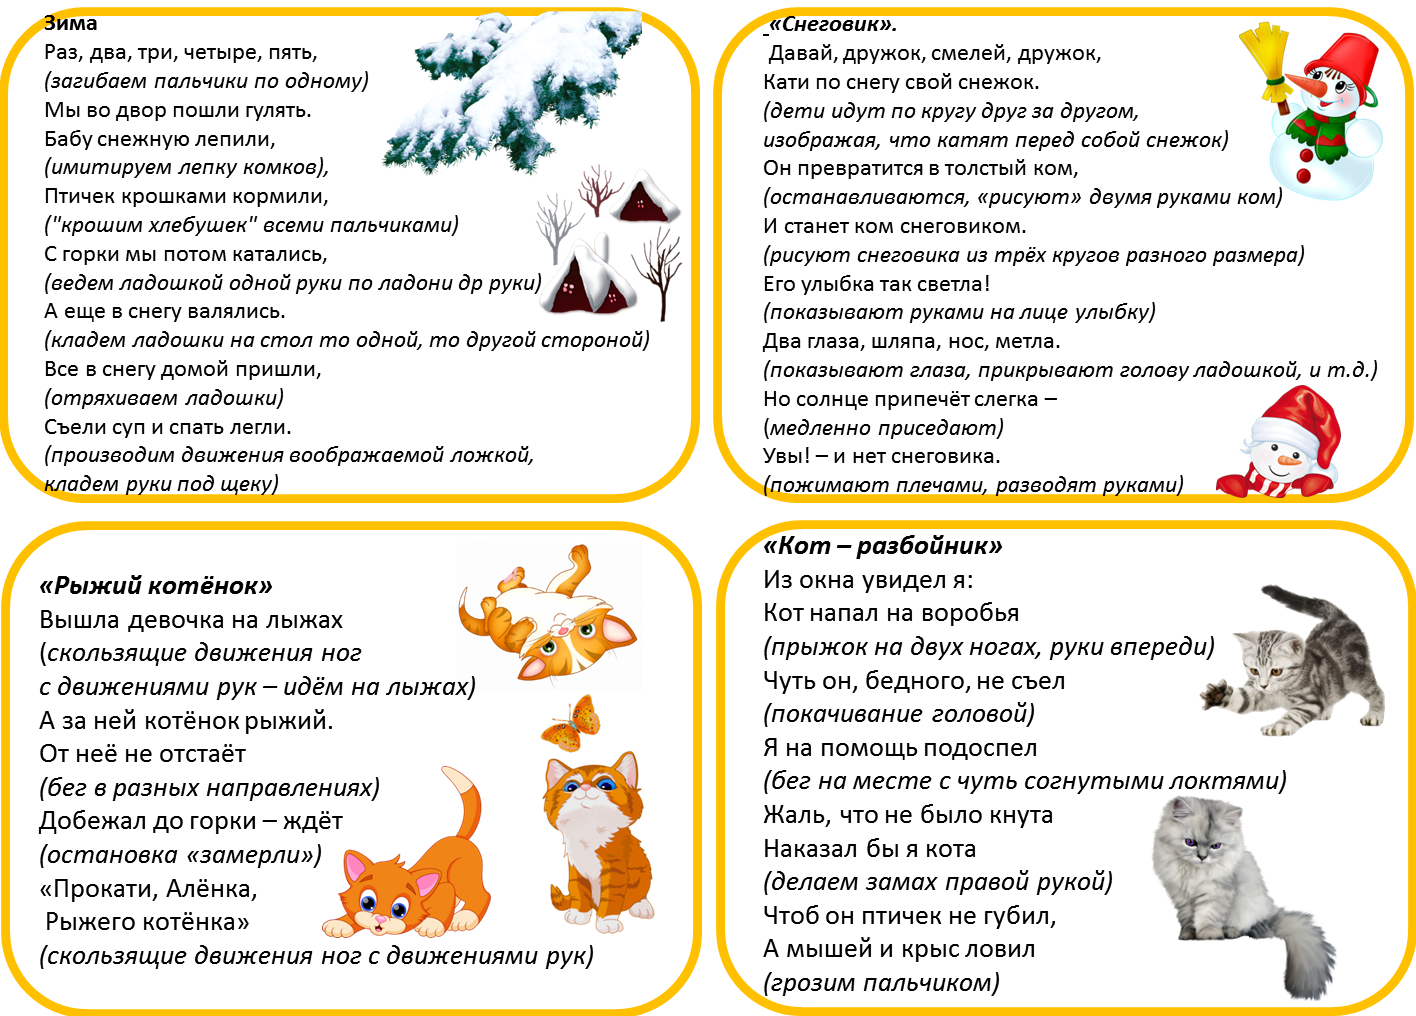 Зима
Раз, два, три, четыре, пять,
(загибаем пальчики по одному)
Мы во двор пошли гулять.
Бабу снежную лепили,
(имитируем лепку комков),
Птичек крошками кормили,
("крошим хлебушек" всеми пальчиками)
С горки мы потом катались,
(ведем ладошкой одной руки по ладони др руки)
А еще в снегу валялись.
(кладем ладошки на стол то одной, то другой стороной)
Все в снегу домой пришли,
(отряхиваем ладошки)
Съели суп и спать легли.
(производим движения воображаемой ложкой,
кладем руки под щеку)
«Снеговик».
Давай, дружок, смелей, дружок,
Кати по снегу свой снежок.
(дети идут по кругу друг за другом,
изображая, что катят перед собой снежок)
Он превратится в толстый ком,
(останавливаются, «рисуют» двумя руками ком)
И станет ком снеговиком.
(рисуют снеговика из трёх кругов разного размера)
Его улыбка так светла!
(показывают руками на лице улыбку)
Два глаза, шляпа, нос, метла.
(показывают глаза, прикрывают голову ладошкой, и т.д.)
Но солнце припечёт слегка –
(медленно приседают)
Увы! – и нет снеговика.
(пожимают плечами, разводят руками)
«Рыжий котёнок»
Вышла девочка на лыжах
(скользящие движения ног
с движениями рук – идём на лыжах)
А за ней котёнок рыжий.
От неё не отстаёт
(бег в разных направлениях)
Добежал до горки – ждёт
(остановка «замерли»)
«Прокати, Алёнка,
Рыжего котёнка»
(скользящие движения ног с движениями рук)
«Кот – разбойник»
Из окна увидел я:
Кот напал на воробья
(прыжок на двух ногах, руки впереди)
Чуть он, бедного, не съел
(покачивание головой)
Я на помощь подоспел
(бег на месте с чуть согнутыми локтями)
Жаль, что не было кнута
Наказал бы я кота
(делаем замах правой рукой)
Чтоб он птичек не губил,
А мышей и крыс ловил
(грозим пальчиком)